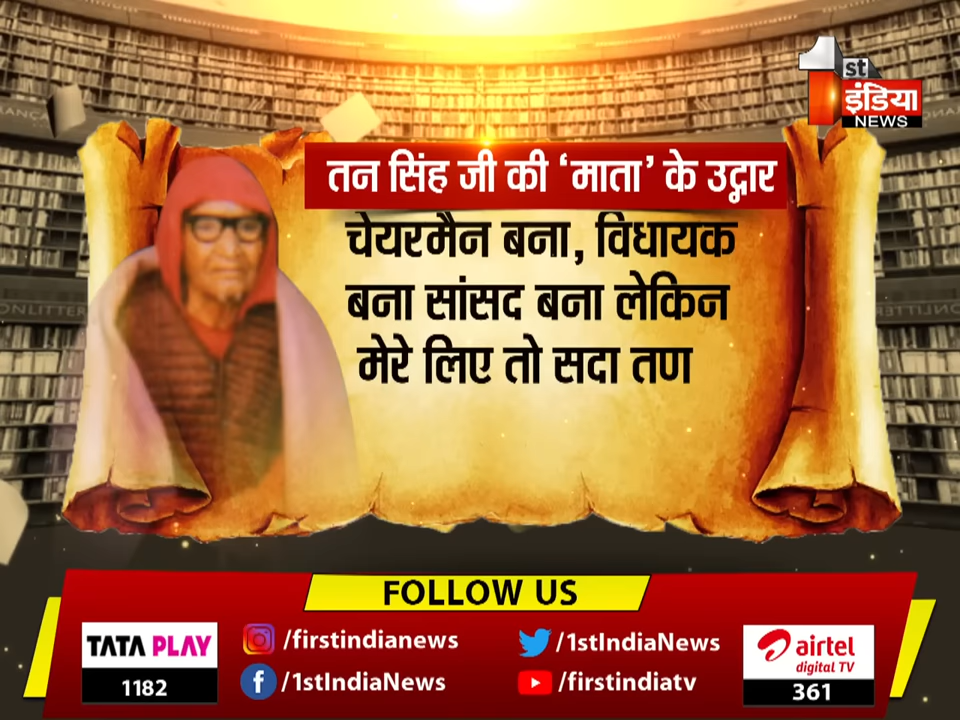 1st
इंडिया
NEWS
तन सिंह जी की ‘माता’ के उद्गार
चेयरमैन बना, विधायक
बना सांसद बना लेकिन
मेरे लिए तो सदा तण
FOLLOW US
TATA PLAY
1182
/firstindianews
/1stIndiaNews
/1stIndiaNews
/firstindiatv
airtel
digital TV
361